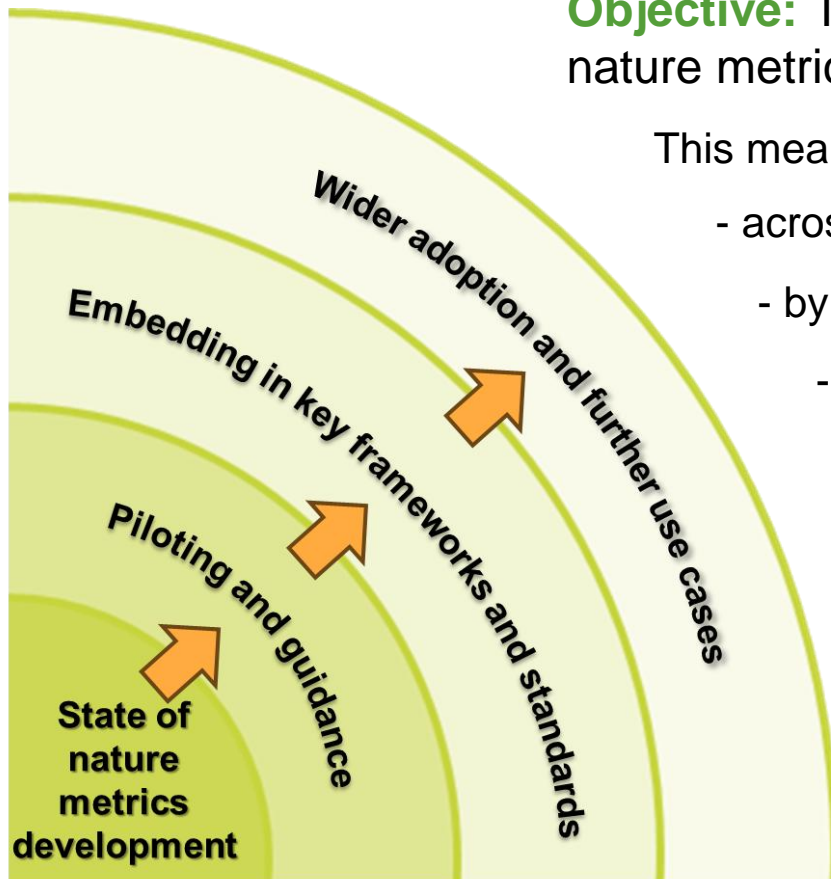 Objective:
nature metric
This mea
- acros
- by
-
Wider adoption and further use cases
Embedding in key frameworks and standards
Piloting and guidance
State of
nature
metrics
development